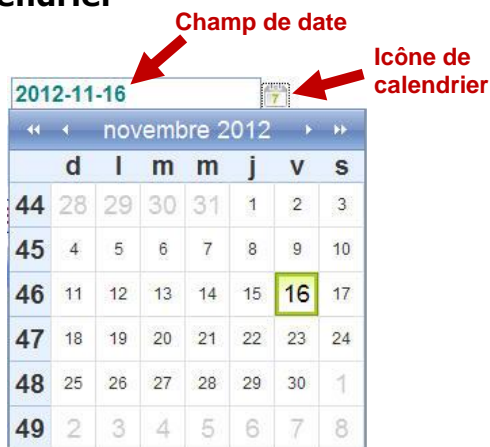 endrier
Champ de date
Icône de
calendrier
2012-11-16
7
novembre 2012
d l m m j v s
44 28 29 30 31 1 2 3
45 4 5 6 7 8 9 10
46 11 12 13 14 15 16 17
47 18 19 20 21 22 23 24
48 25 26 27 28 29 30 1
49 2 3 4 5 6 7 8